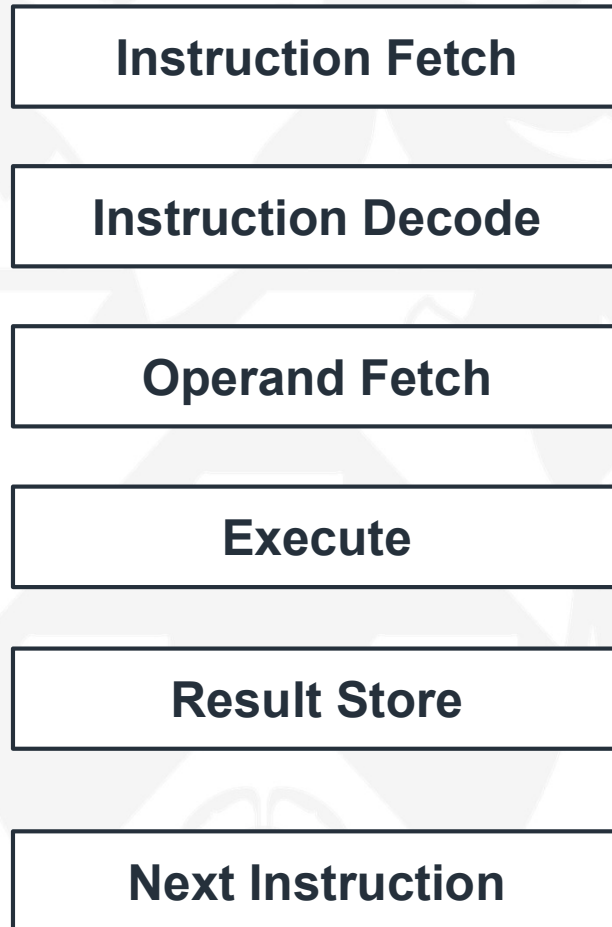 Instruction Fetch
Instruction Decode
Operand Fetch
Execute
Result Store
Next Instruction